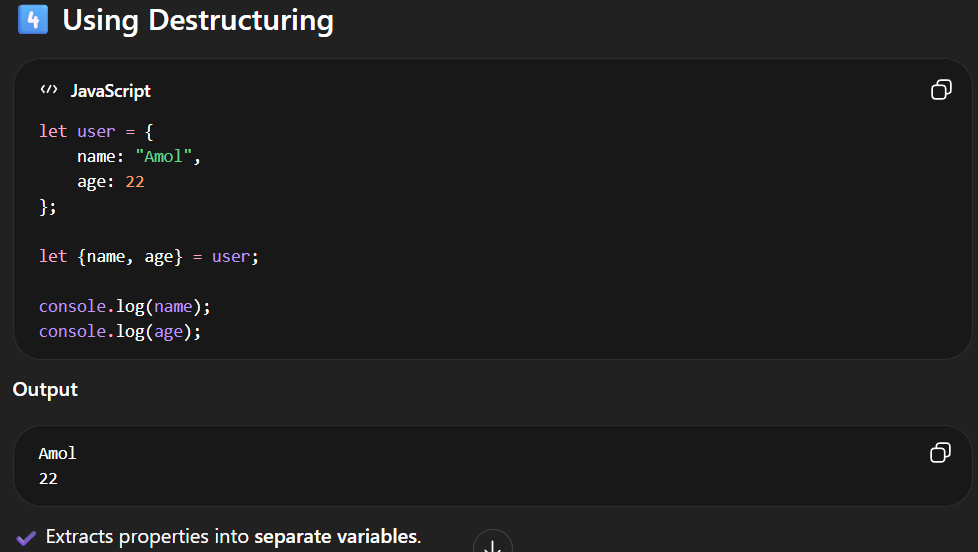 4 Using Destructuring
</> JavaScript
let user = {
    name: "Amol",
    age: 22
};
let {name, age} = user;
console.log(name);
console.log(age);
Output
Amol
22
✔ Extracts properties into separate variables.